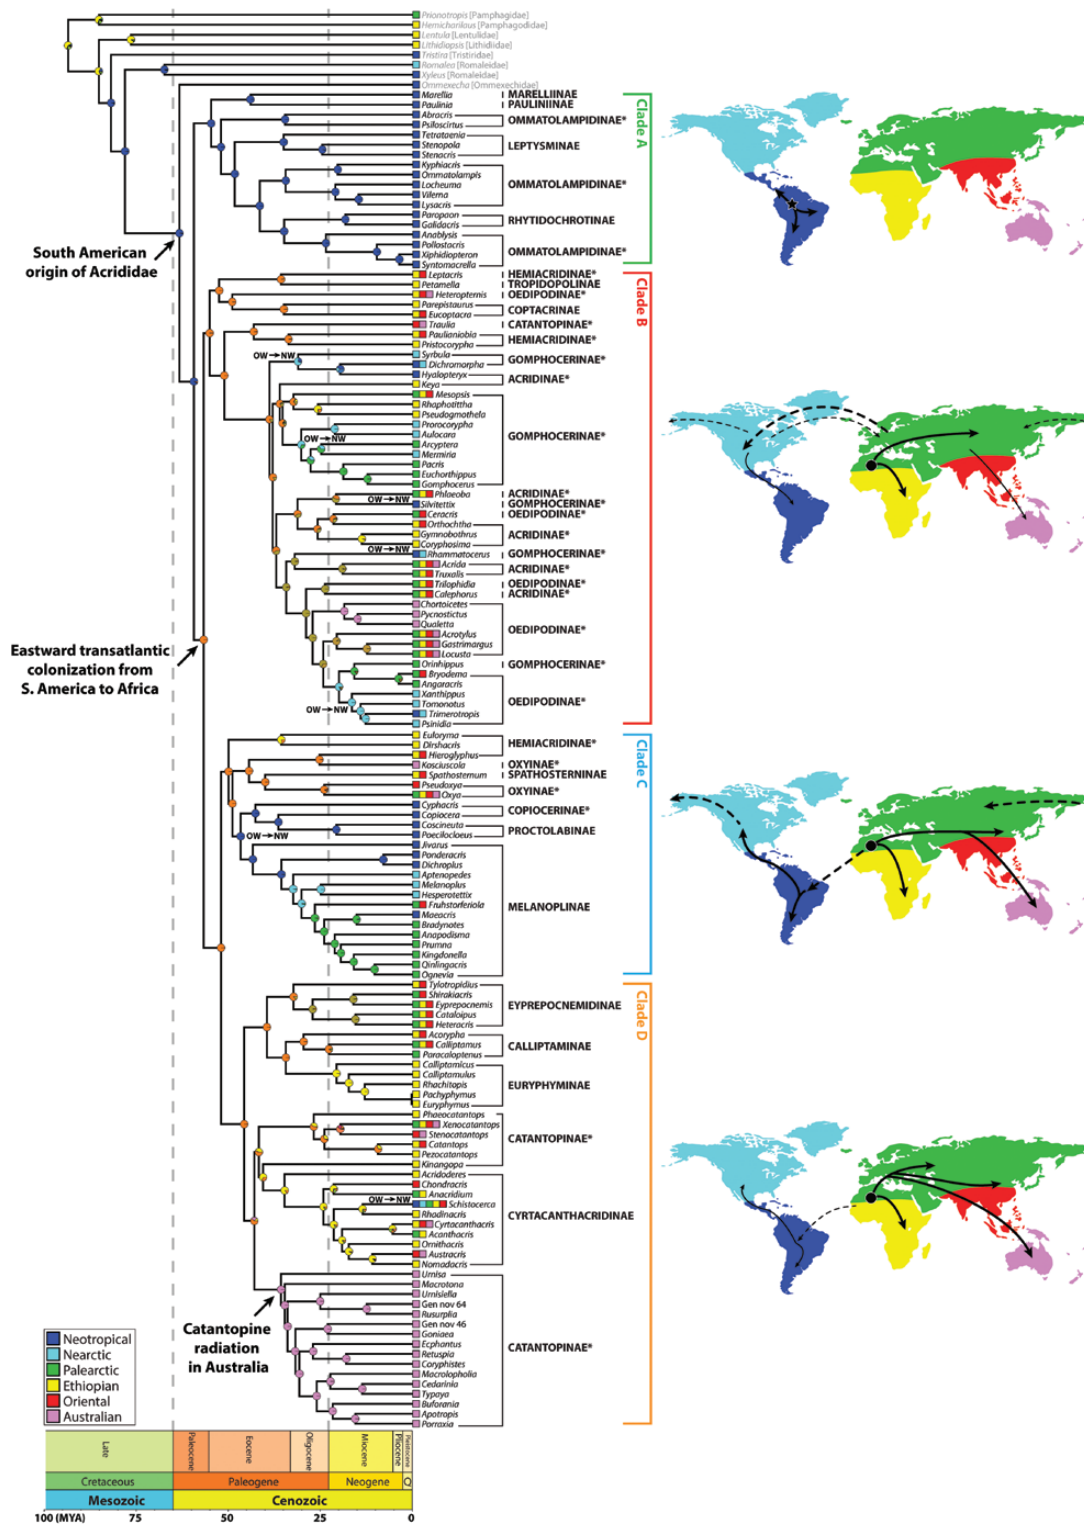 Prionotropis [Pamphagidae]
Hemicharilaus [Pamphagodidae]
Lentula [Lentulidae]
Lithidiopsis [Lithidiidae]
Tristira [Tristiridae]
Romalea [Romaleidae]
Xyleus [Romaleidae]
Ommexecha [Ommexechidae]
Marellia MARELLIINAE
Paulinia PAULINIINAE
Abracris
Psiloscirtus
OMMATOLAMPIDINAE*
Tetrataenia
Stenopola
Stenacris
LEPTYSMINAE
Kyphiacris
Ommatolampis
Locheuma
Vilerna
Lysacris
OMMATOLAMPIDINAE*
Paropaon
Galidacris
RHYTIDOCHROTINAE
Anablysis
Pollostacris
Xiphidiopteron
Syntomacrella
OMMATOLAMPIDINAE*
Clade A
South American
origin of Acrididae
Leptacris HEMIACRIDINAE*
Petamella TROPIDOPOLINAE
Heteropternis OEDIPODINAE*
Parepistaurus
Eucoptacra
COPTACRINAE
Traulia CATANTOPINAE*
Paulianiobia
Pristocorypha
HEMIACRIDINAE*
OW→NW
Syrbula
Dichromorpha
GOMPHOCERINAE*
Hyalopteryx
Keya
ACRIDINAE*
Mesopsis
Rhaphotittha
Pseudogmothela
Prorocorypha
OW→NW
Aulocara
Arcyptera
Mermiria
Pacris
Euchorthippus
Gomphocerus
GOMPHOCERINAE*
Phlaeoba ACRIDINAE*
OW→NW
Silvitettix GOMPHOCERINAE*
Ceracris OEDIPODINAE*
Orthochtha
Gymnobothrus
Coryphosima
ACRIDINAE*
OW→NW
Rhammatocerus GOMPHOCERINAE*
Acrida
Truxalis
ACRIDINAE*
Trilophidia OEDIPODINAE*
Calephorus ACRIDINAE*
Chortoicetes
Pycnostictus
Qualetta
Acrotylus
Gastrimargus
Locusta
OEDIPODINAE*
Orinhippus GOMPHOCERINAE*
Bryodema
Angaracris
Xanthippus
Tomonotus
OW→NW
Trimerotropis
Psinidia
OEDIPODINAE*
Clade B
Eastward transatlantic
colonization from
S. America to Africa
Euloryma
Dirshacris
Hieroglyphus
HEMIACRIDINAE*
Kosciuscola OXYINAE*
Spathosternum SPATHOSTERNINAE
Pseudoxya
Oxya
OXYINAE*
Cyphacris
Copiocera
COPIOCERINAE*
Coscineuta
Poecilocloeus
PROCTOLABINAE
OW→NW
Jivarus
Ponderacris
Dichroplus
Aptenopedes
Melanoplus
Hesperotettix
Fruhstorferiola
Maeacris
Bradynotes
Anapodisma
Prumna
Kingdonella
Qinlingacris
Ognevia
MELANOPLINAE
Clade C
Tylotropidius
Shirakiacris
Eyprepocnemis
Cataloipus
Heteracris
EYPREPOCNEMIDINAE
Acorypha
Calliptamus
Paracaloptenus
CALLIPTAMINAE
Calliptamicus
Calliptamulus
Rhachitopis
Pachyphymus
Euryphymus
EURYPHYMINAE
Phaeocatantops
Xenocatantops
Stenocatantops
Catantops
Pezocatantops
Kinangopa
CATANTOPINAE*
Acridoderes
Chondracris
Anacridium
OW→NW
Schistocerca
Rhadinacris
Cyrtacanthacris
Acanthacris
Ornithacris
Austracris
Nomadacris
CYRTACANTHACRIDINAE
Urnisa
Macrotona
Urnisiella
Gen nov 64
Rusurplia
Gen nov 46
Goniaea
Ecphantus
Retuspia
Coryphistes
Macrolopholia
Cedarinia
Typaya
Buforania
Apotropis
Porraxia
CATANTOPINAE*
Clade D
Catantopine
radiation
in Australia
Neotropical
Nearctic
Palearctic
Ethiopian
Oriental
Australian
Late
Paleocene
Eocene
Oligocene
Miocene
Pliocene
Pleistocene
Cretaceous
Paleogene
Neogene
Q
Mesozoic
Cenozoic
100 (MYA)
75
50
25
0